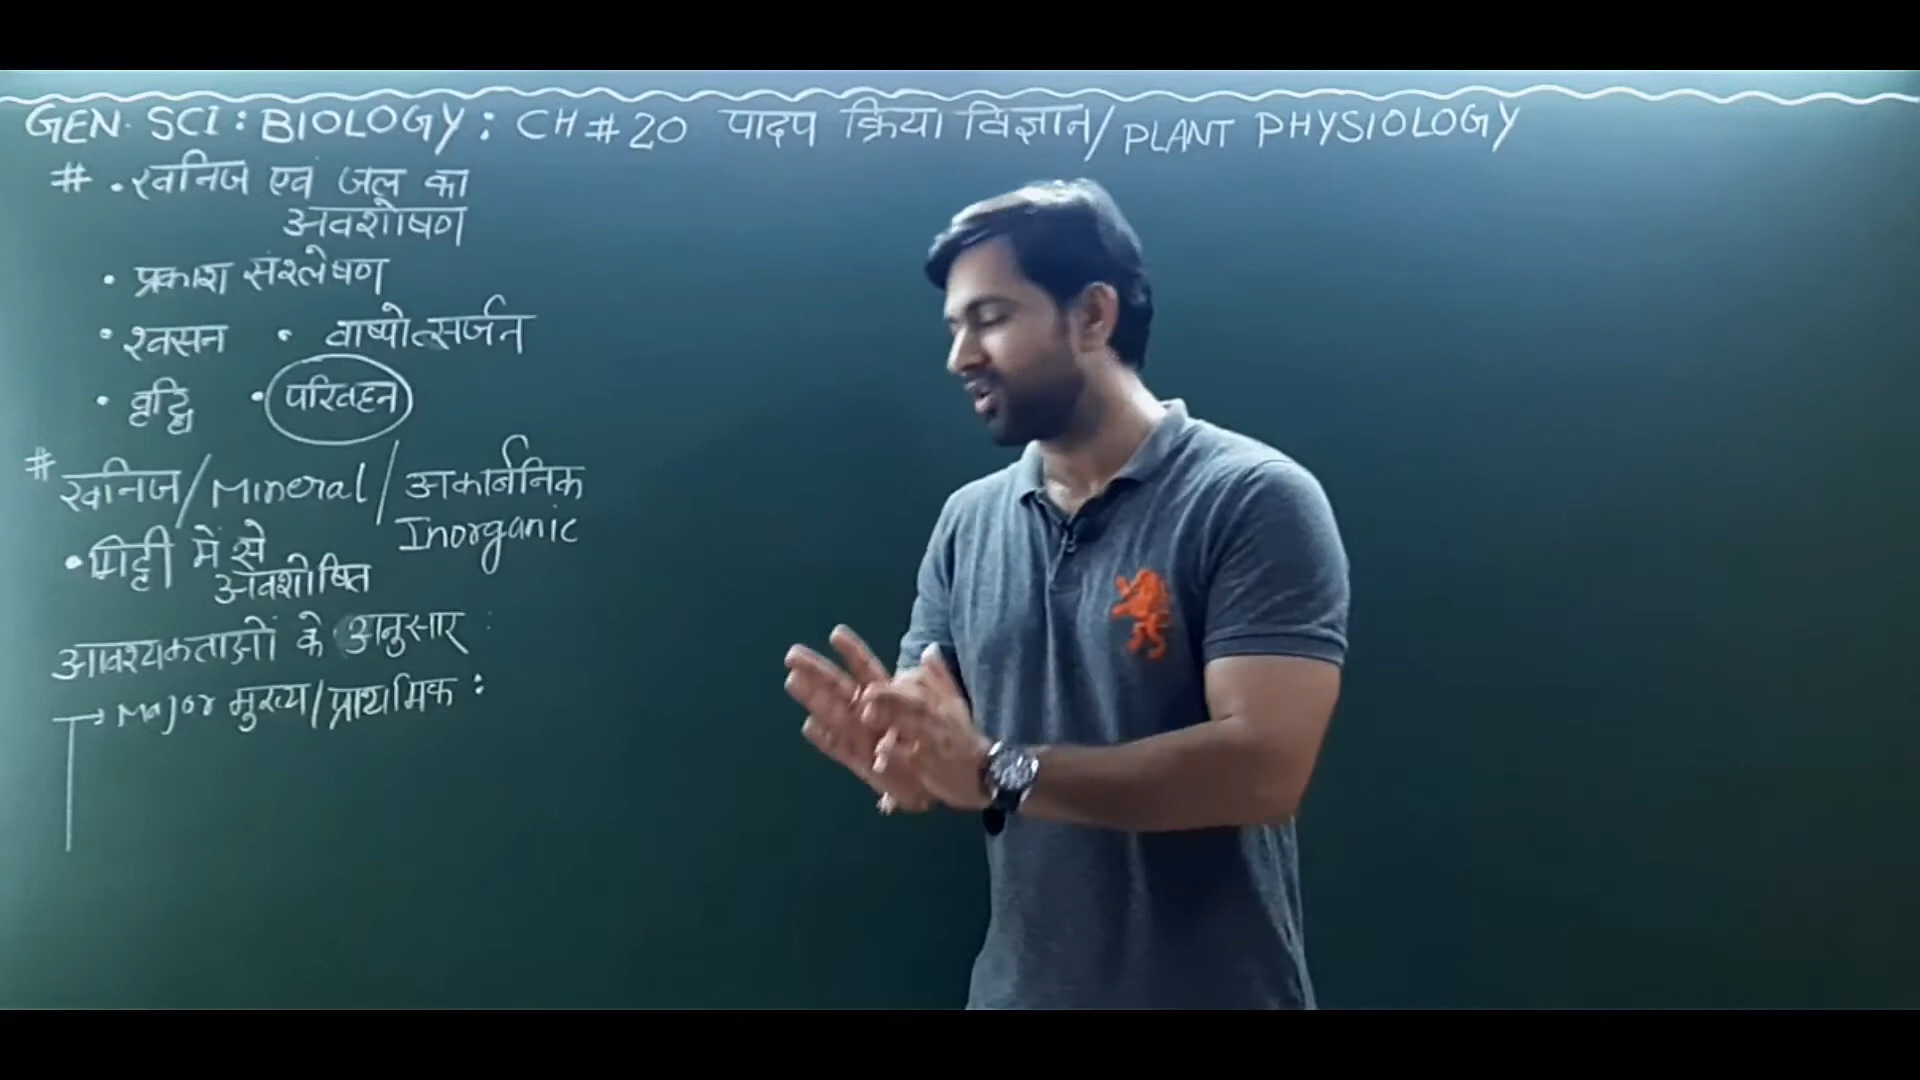 GEN. SCI : BIOLOGY : CH # 20 पादप क्रिया विज्ञान / PLANT PHYSIOLOGY
# • खनिज एवं जल का
अवशोषण
• प्रकाश संश्लेषण
• श्वसन • वाष्पोत्सर्जन
• वृद्धि • परिवहन
# खनिज / Mineral / अकार्बनिक
Inorganic
• मिट्टी में से
अवशोषित
आवश्यकताओं के अनुसार :
→ Major मुख्य / प्राथमिक :